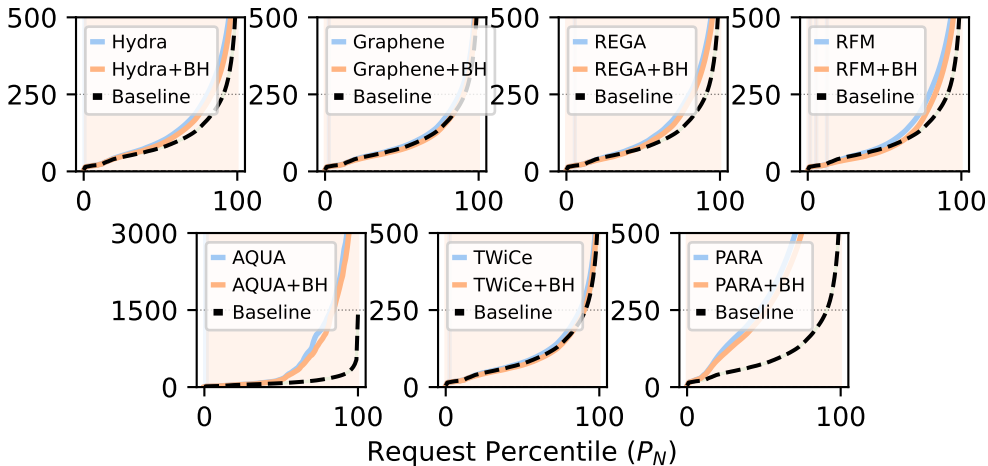 500
250
0
Hydra
Hydra+BH
Baseline
0
100
500
250
0
Graphene
Graphene+BH
Baseline
0
100
500
250
0
REGA
REGA+BH
Baseline
0
100
500
250
0
RFM
RFM+BH
Baseline
0
100
3000
1500
0
AQUA
AQUA+BH
Baseline
0
100
500
250
0
TWiCe
TWiCe+BH
Baseline
0
100
500
250
0
PARA
PARA+BH
Baseline
0
100
Request Percentile (P_N)